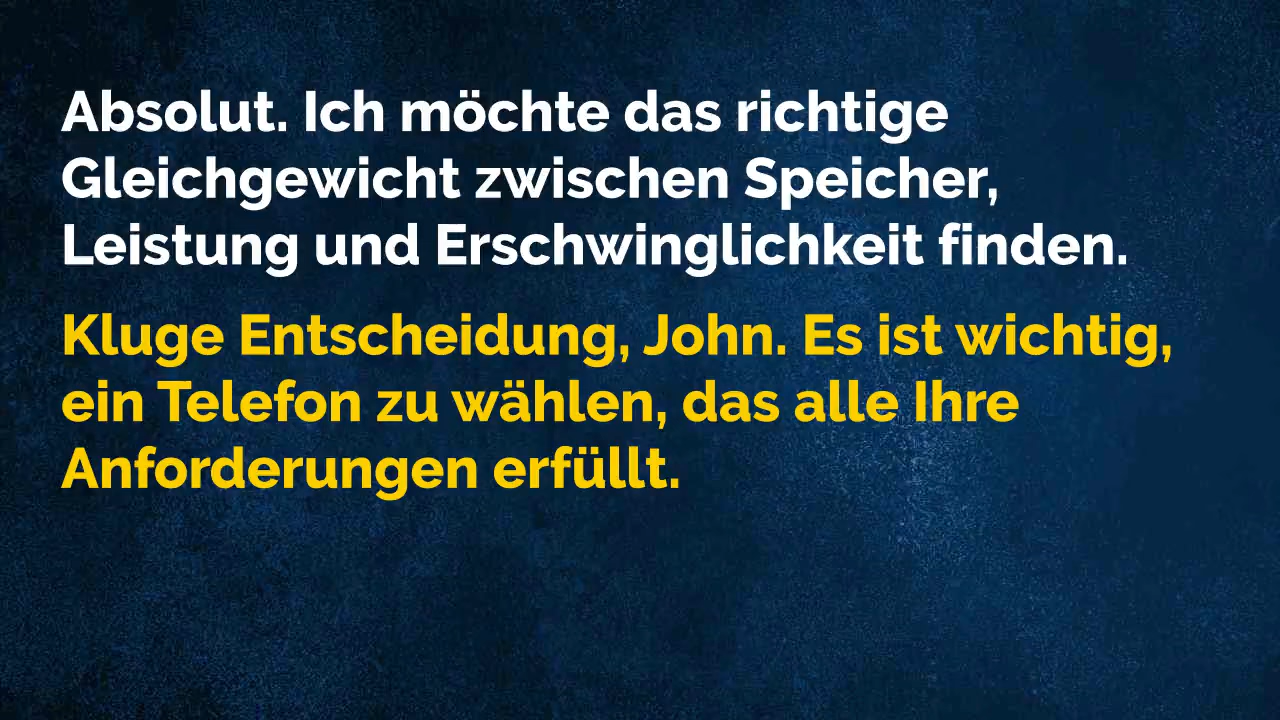 Absolut. Ich möchte das richtige
Gleichgewicht zwischen Speicher,
Leistung und Erschwinglichkeit finden.
Kluge Entscheidung, John. Es ist wichtig,
ein Telefon zu wählen, das alle Ihre
Anforderungen erfüllt.